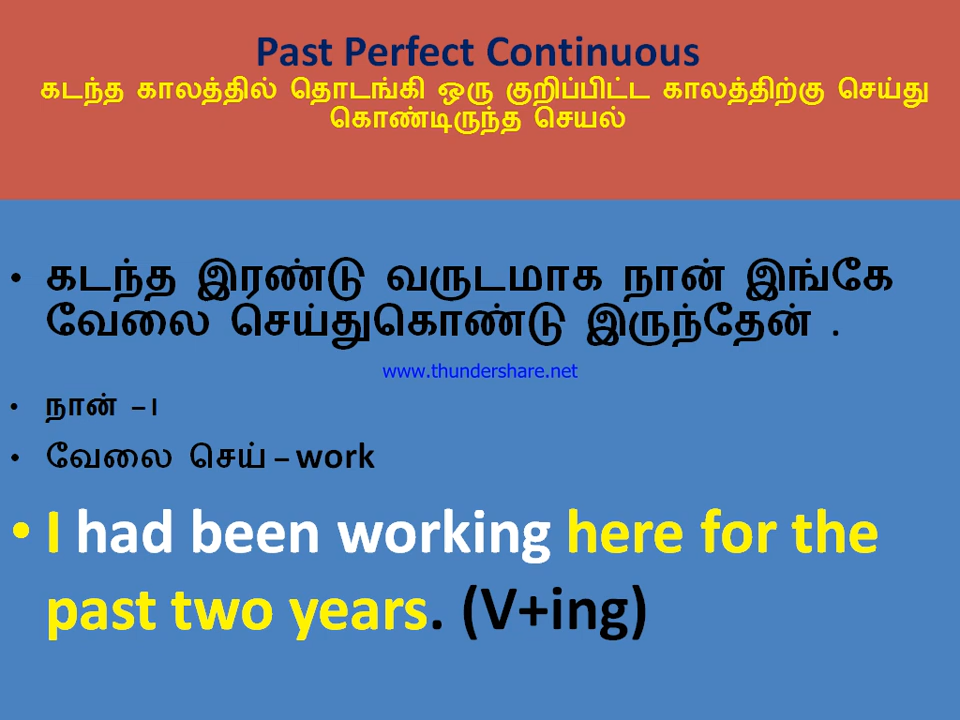 Past Perfect Continuous
கடந்த காலத்தில் தொடங்கி ஒரு குறிப்பிட்ட காலத்திற்கு செய்து
கொண்டிருந்த செயல்
• கடந்த இரண்டு வருடமாக நான் இங்கே
வேலை செய்துகொண்டு இருந்தேன் .
www.thundershare.net
• நான் – I
• வேலை செய் – work
• I had been working here for the
past two years. (V+ing)